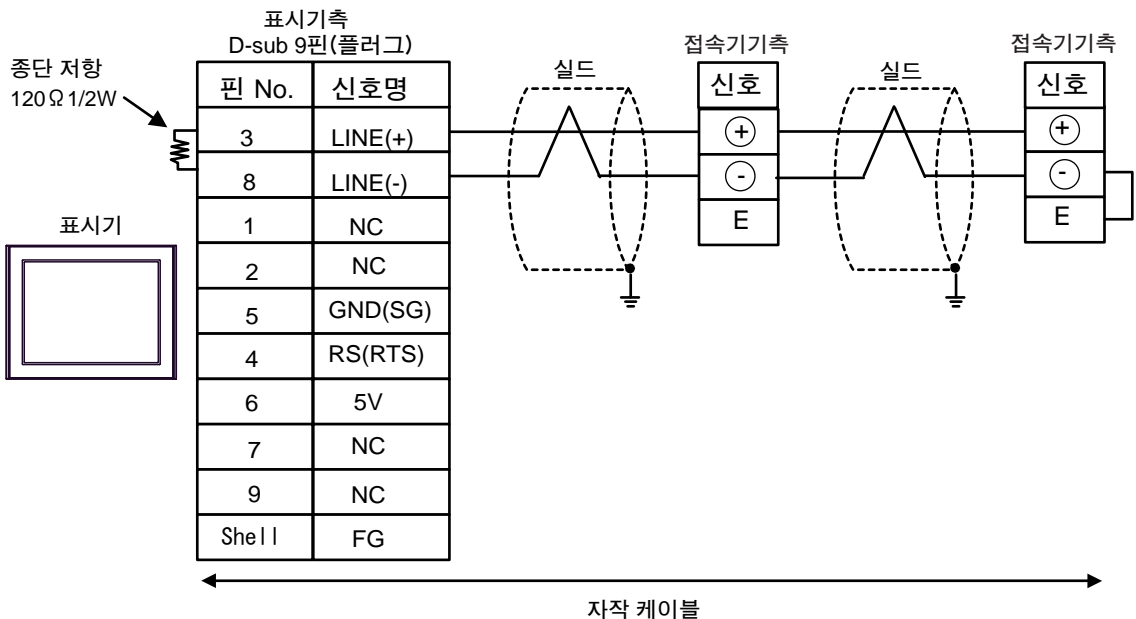 표시기측
D-sub 9핀(플러그)
종단 저항
120Ω1/2W
핀 No. 신호명
3 LINE(+)
8 LINE(-)
1 NC
2 NC
5 GND(SG)
4 RS(RTS)
6 5V
7 NC
9 NC
Shell FG
표시기
실드
접속기기측
신호
+
-
E
실드
접속기기측
신호
+
-
E
자작 케이블